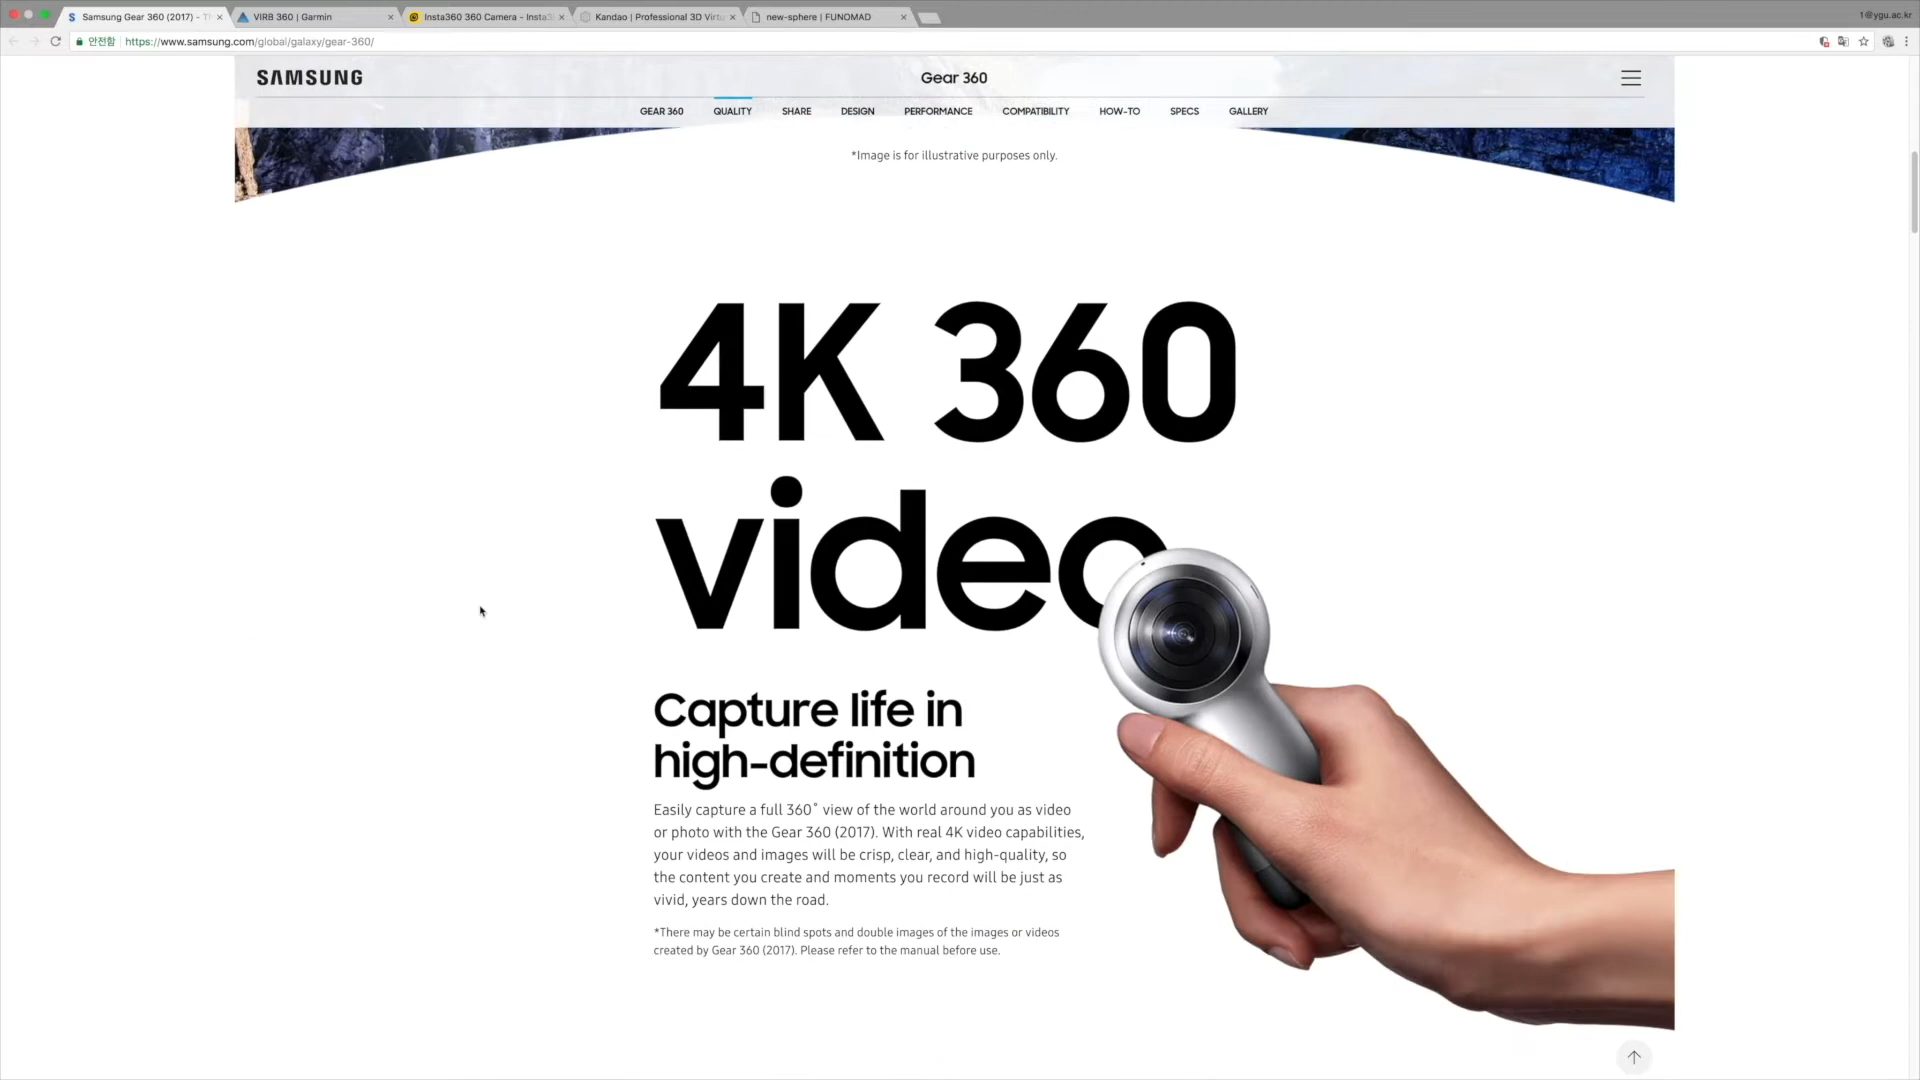 Samsung Gear 360 (2017) - T
VIRB 360 | Garmin
Insta360 360 Camera - Insta3
Kandao | Professional 3D Virtu
new-sphere | FUNOMAD
1@ygu.ac.kr
안전함
https://www.samsung.com/global/galaxy/gear-360/
SAMSUNG
Gear 360
GEAR 360
QUALITY
SHARE
DESIGN
PERFORMANCE
COMPATIBILITY
HOW-TO
SPECS
GALLERY
*Image is for illustrative purposes only.
4K 360
video
Capture life in
high-definition
Easily capture a full 360˚ view of the world around you as video
or photo with the Gear 360 (2017). With real 4K video capabilities,
your videos and images will be crisp, clear, and high-quality, so
the content you create and moments you record will be just as
vivid, years down the road.
*There may be certain blind spots and double images of the images or videos
created by Gear 360 (2017). Please refer to the manual before use.